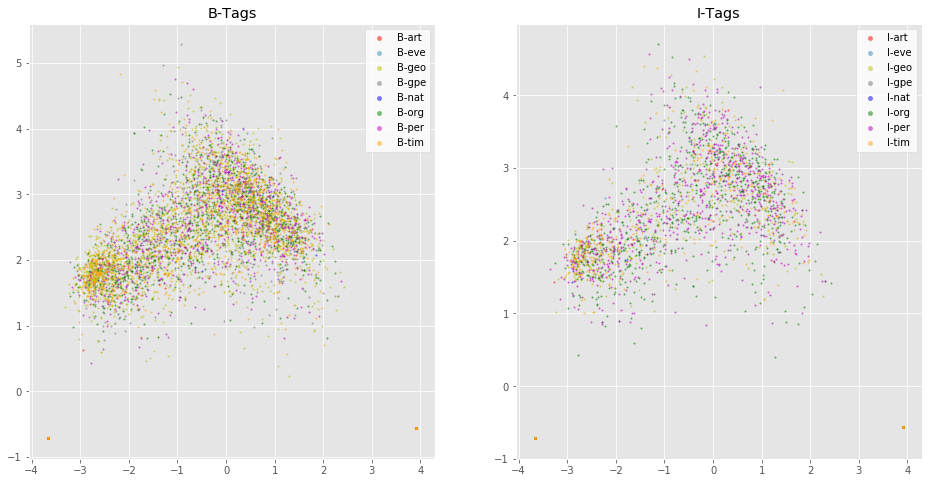 B-Tags
B-art
B-eve
B-geo
B-gpe
B-nat
B-org
B-per
B-tim
5
4
3
2
1
0
−1
−4 −3 −2 −1 0 1 2 3 4
I-Tags
I-art
I-eve
I-geo
I-gpe
I-nat
I-org
I-per
I-tim
4
3
2
1
0
−1
−4 −3 −2 −1 0 1 2 3 4